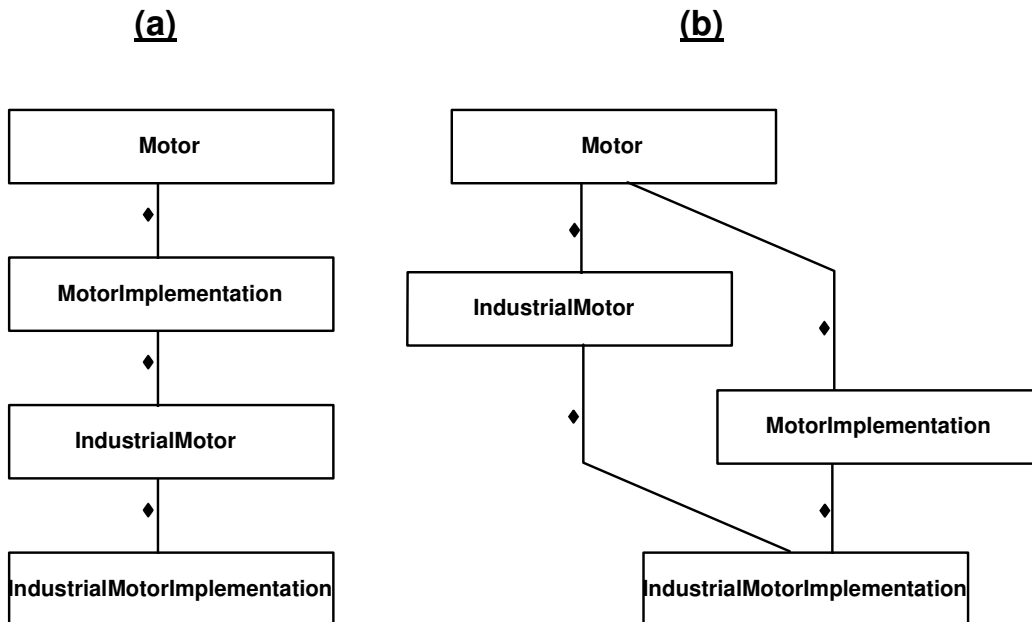 (a)
Motor
MotorImplementation
IndustrialMotor
IndustrialMotorImplementation
(b)
Motor
IndustrialMotor
MotorImplementation
IndustrialMotorImplementation